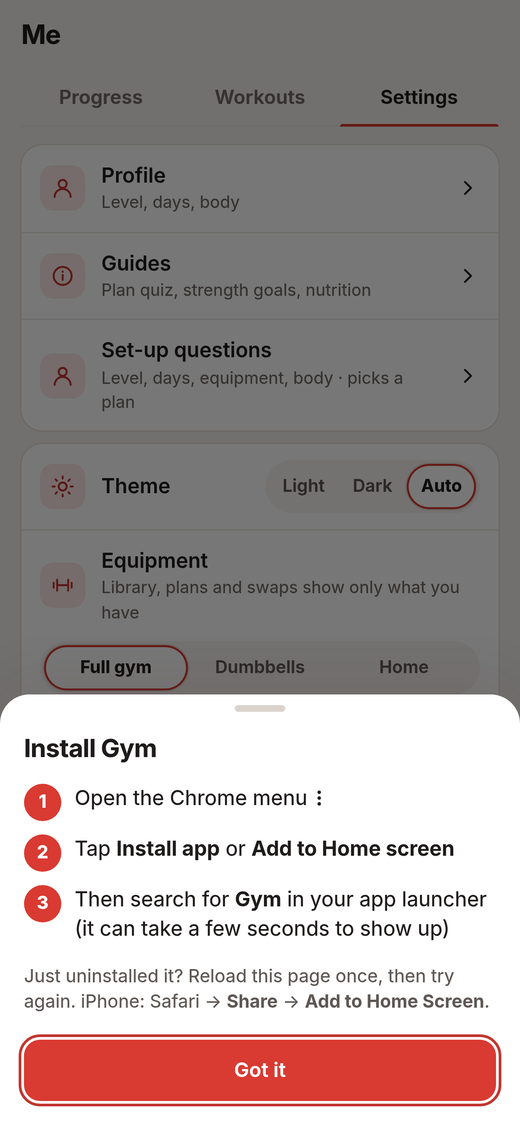 Me
Progress Workouts Settings
Profile
Level, days, body
Guides
Plan quiz, strength goals, nutrition
Set-up questions
Level, days, equipment, body · picks a
plan
Theme Light Dark Auto
Equipment
Library, plans and swaps show only what you
have
Full gym Dumbbells Home
Install Gym
1 Open the Chrome menu ⋮
2 Tap Install app or Add to Home screen
3 Then search for Gym in your app launcher
(it can take a few seconds to show up)
Just uninstalled it? Reload this page once, then try
again. iPhone: Safari → Share → Add to Home Screen.
Got it